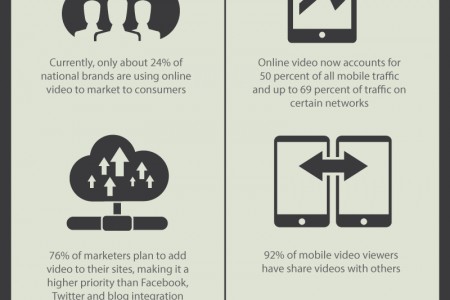 Currently, only about 24% of
national brands are using online
video to market to consumers
Online video now accounts for
50 percent of all mobile traffic
and up to 69 percent of traffic on
certain networks
76% of marketers plan to add
video to their sites, making it a
higher priority than Facebook,
Twitter and blog integration
92% of mobile video viewers
have share videos with others